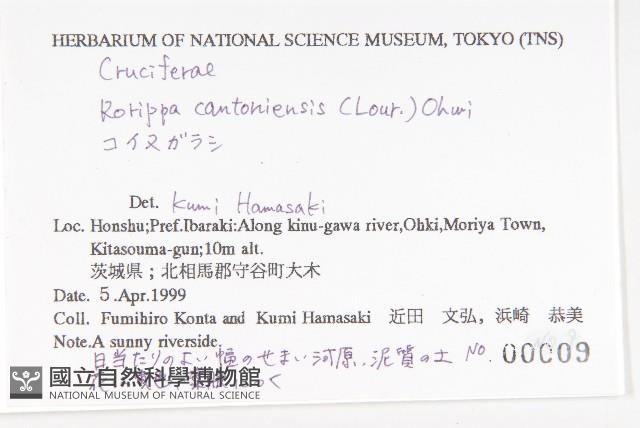 HERBARIUM OF NATIONAL SCIENCE MUSEUM, TOKYO (TNS)
Cruciferae
Rorippa cantoniensis (Lour.) Ohwi
コイヌガラシ
Det. Kumi Hamasaki
Loc. Honshu;Pref.Ibaraki:Along kinu-gawa river,Ohki,Moriya Town,
Kitasouma-gun;10m alt.
茨城県；北相馬郡守谷町大木
Date. 5.Apr.1999
Coll. Fumihiro Konta and Kumi Hamasaki 近田 文弘, 浜崎 恭美
Note.A sunny riverside.
日当たりのよい幅のせまい河原．泥質の土 No. 00009
國立自然科學博物館
NATIONAL MUSEUM OF NATURAL SCIENCE